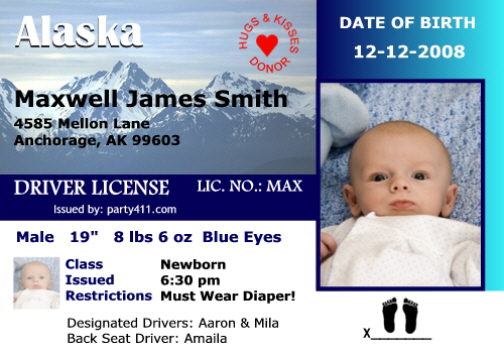 Alaska
HUGS & KISSES
DONOR
DATE OF BIRTH
12-12-2008
Maxwell James Smith
4585 Mellon Lane
Anchorage, AK 99603
DRIVER LICENSE LIC. NO.: MAX
Issued by: party411.com
Male 19" 8 lbs 6 oz Blue Eyes
Class Newborn
Issued 6:30 pm
Restrictions Must Wear Diaper!
Designated Drivers: Aaron & Mila
Back Seat Driver: Amaila
X